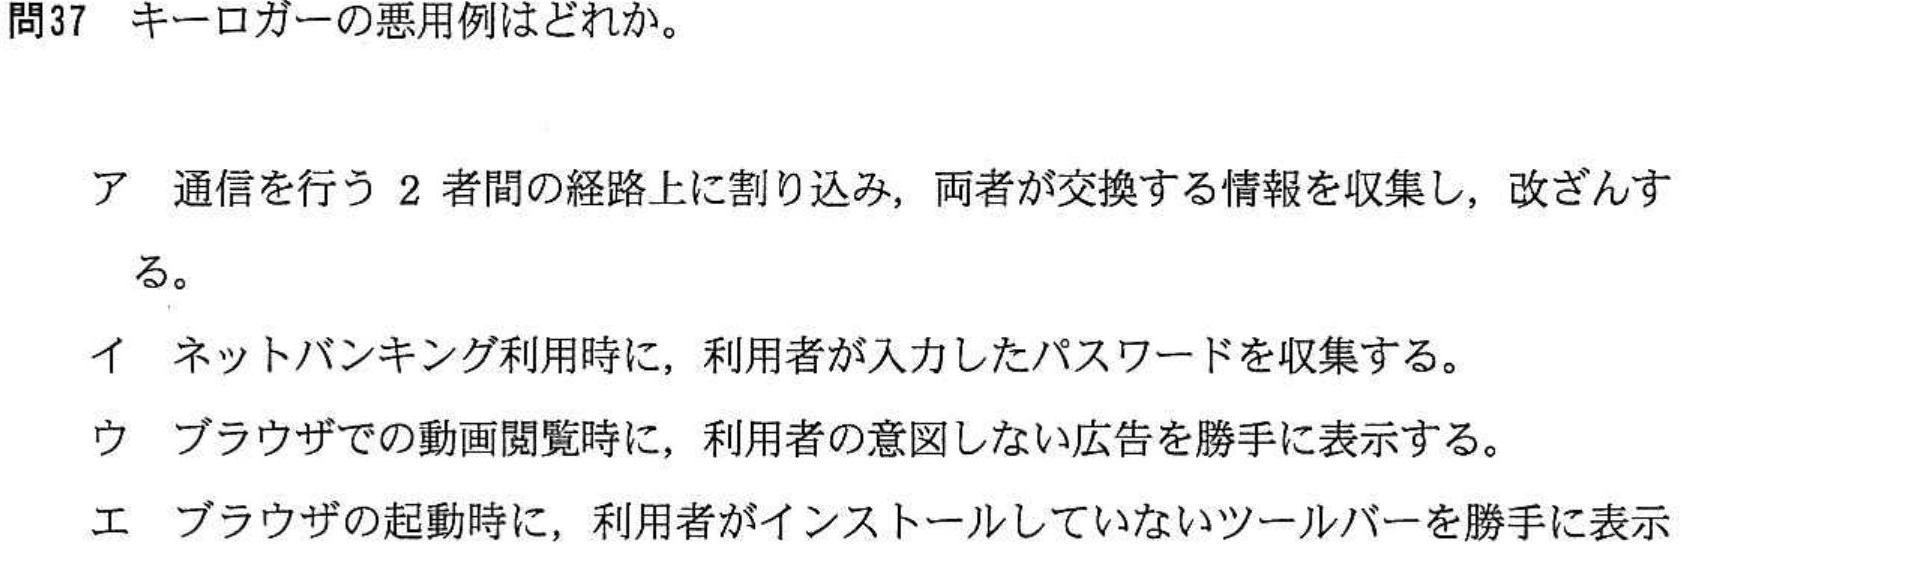 問37 キーロガーの悪用例はどれか。
ア 通信を行う 2 者間の経路上に割り込み，両者が交換する情報を収集し，改ざんす
る。
イ ネットバンキング利用時に，利用者が入力したパスワードを収集する。
ウ ブラウザでの動画閲覧時に，利用者の意図しない広告を勝手に表示する。
エ ブラウザの起動時に，利用者がインストールしていないツールバーを勝手に表示